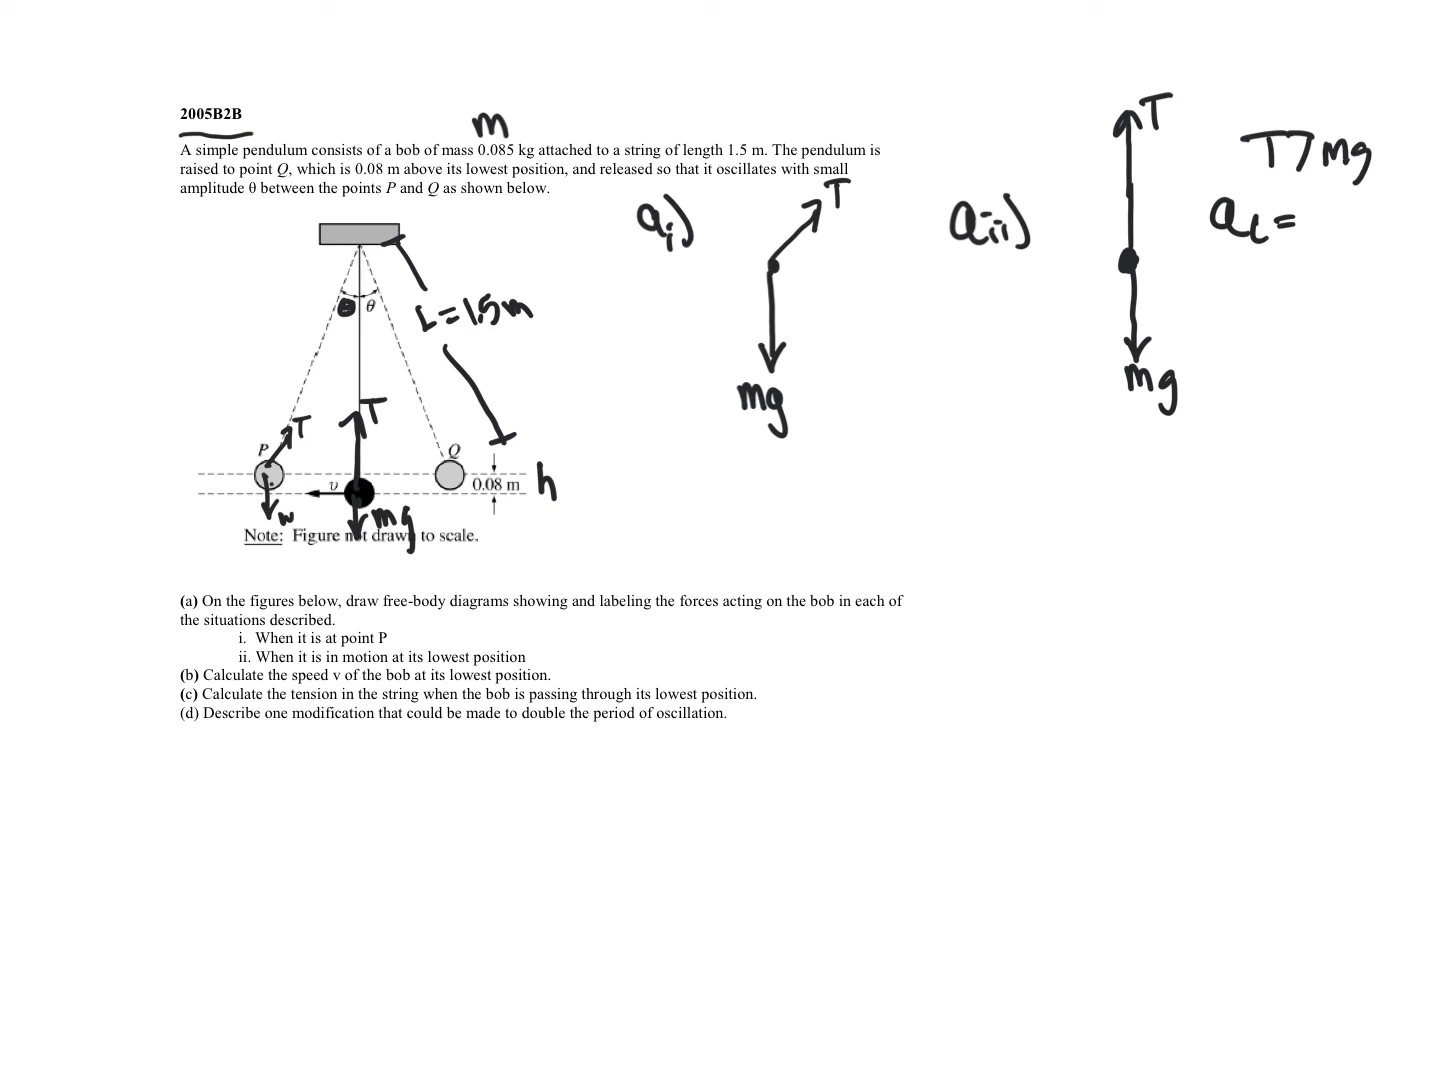 2005B2B
m
A simple pendulum consists of a bob of mass 0.085 kg attached to a string of length 1.5 m. The pendulum is
raised to point Q, which is 0.08 m above its lowest position, and released so that it oscillates with small
amplitude θ between the points P and Q as shown below.
θ θ
L = 1.5m
T
T
P
Q
v
0.08 m h
w
mg
Note: Figure not drawn to scale.
ai)
T
mg
aii)
T
mg
T > mg
ac =
(a) On the figures below, draw free-body diagrams showing and labeling the forces acting on the bob in each of
the situations described.
i. When it is at point P
ii. When it is in motion at its lowest position
(b) Calculate the speed v of the bob at its lowest position.
(c) Calculate the tension in the string when the bob is passing through its lowest position.
(d) Describe one modification that could be made to double the period of oscillation.